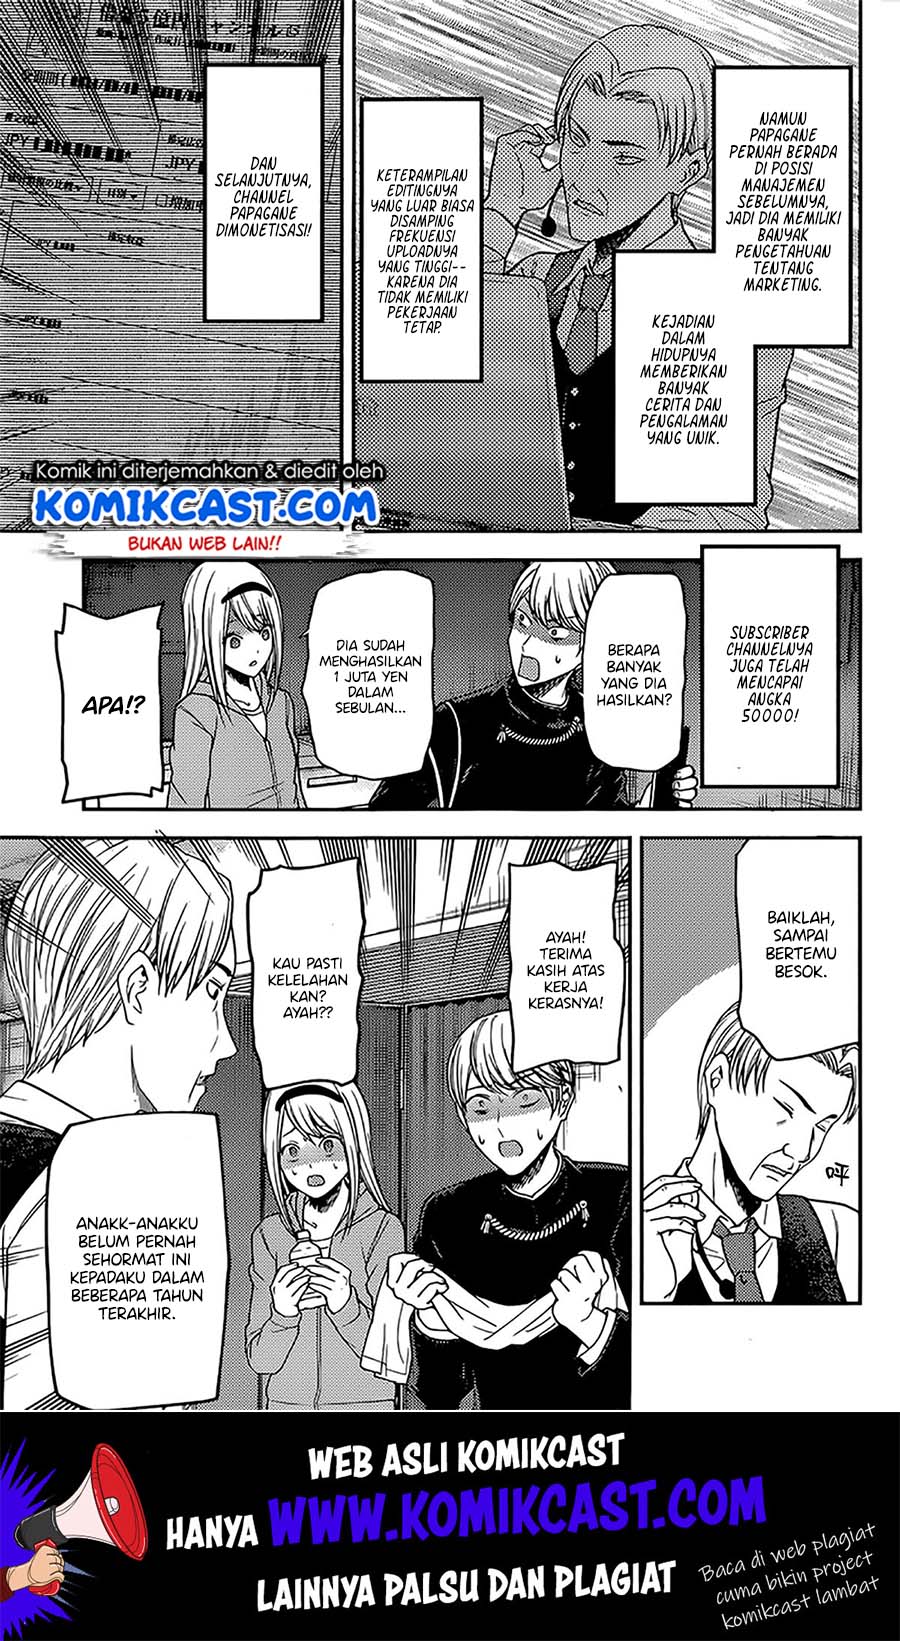 NAMUN
PAPAGANE
PERNAH BERADA
DI POSISI
MANAJEMEN
SEBELUMNYA,
JADI DIA MEMILIKI
BANYAK
PENGETAHUAN
TENTANG
MARKETING.
KEJADIAN
DALAM
HIDUPNYA
MEMBERIKAN
BANYAK
CERITA DAN
PENGALAMAN
YANG UNIK.
KETERAMPILAN
EDITINGNYA
YANG LUAR BIASA
DISAMPING
FREKUENSI
UPLOADNYA
YANG TINGGI--
KARENA DIA
TIDAK MEMILIKI
PEKERJAAN
TETAP.
DAN
SELANJUTNYA,
CHANNEL
PAPAGANE
DIMONETISASI!
JPY
JPY
Komik ini diterjemahkan & diedit oleh
KOMIKCAST.COM
BUKAN WEB LAIN!!
SUBSCRIBER
CHANNELNYA
JUGA TELAH
MENCAPAI
ANGKA
50000!
BERAPA
BANYAK
YANG DIA
HASILKAN?
DIA SUDAH
MENGHASILKAN
1 JUTA YEN
DALAM
SEBULAN...
APA!?
BAIKLAH,
SAMPAI
BERTEMU
BESOK.
AYAH!
TERIMA
KASIH ATAS
KERJA
KERASNYA!
KAU PASTI
KELELAHAN
KAN?
AYAH??
ANAKK-ANAKKU
BELUM PERNAH
SEHORMAT INI
KEPADAKU DALAM
BEBERAPA TAHUN
TERAKHIR.
WEB ASLI KOMIKCAST
HANYA WWW.KOMIKCAST.COM
LAINNYA PALSU DAN PLAGIAT
Baca di web plagiat
cuma bikin project
komikcast lambat